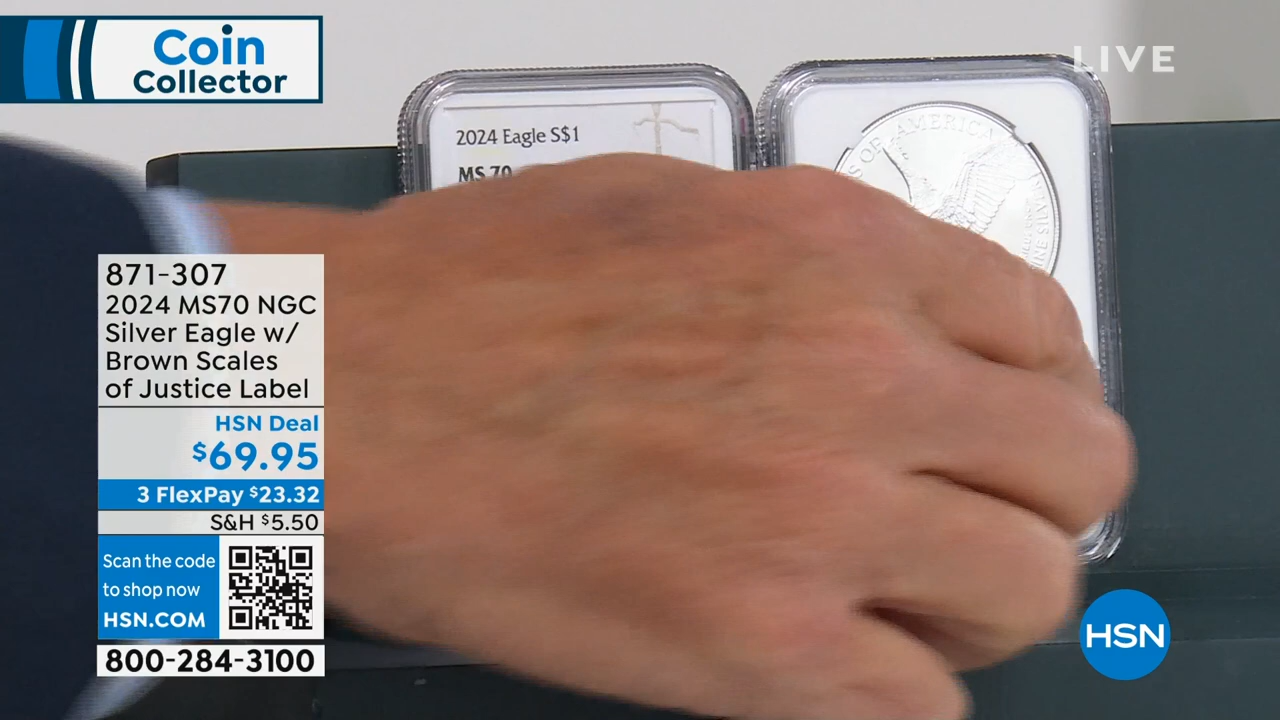 Coin
Collector
LIVE
2024 Eagle S$1
MS 70
OF AMERICA
871-307
2024 MS70 NGC
Silver Eagle w/
Brown Scales
of Justice Label
HSN Deal
$69.95
3 FlexPay $23.32
S&H $5.50
Scan the code
to shop now
HSN.COM
800-284-3100
HSN